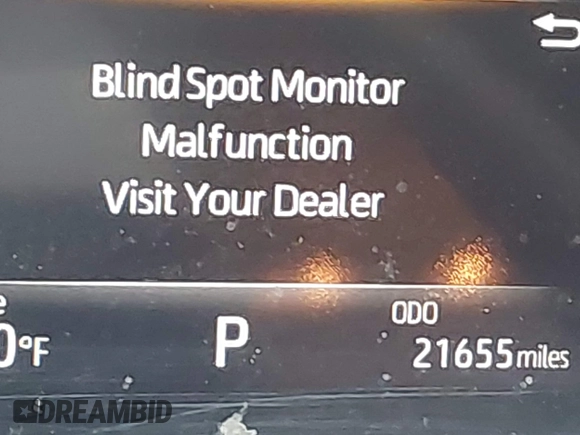 Blind Spot Monitor
Malfunction
Visit Your Dealer
ODO
°F P 21655 miles
DREAMBID